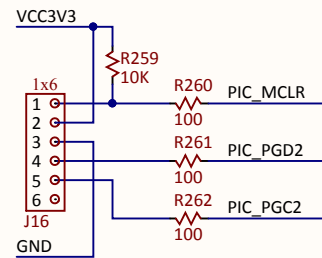 VCC3V3
R259
10K
1x6
R260
PIC_MCLR
1
100
2
3
R261
PIC_PGD2
4
100
5
6
R262
PIC_PGC2
J16
100
GND